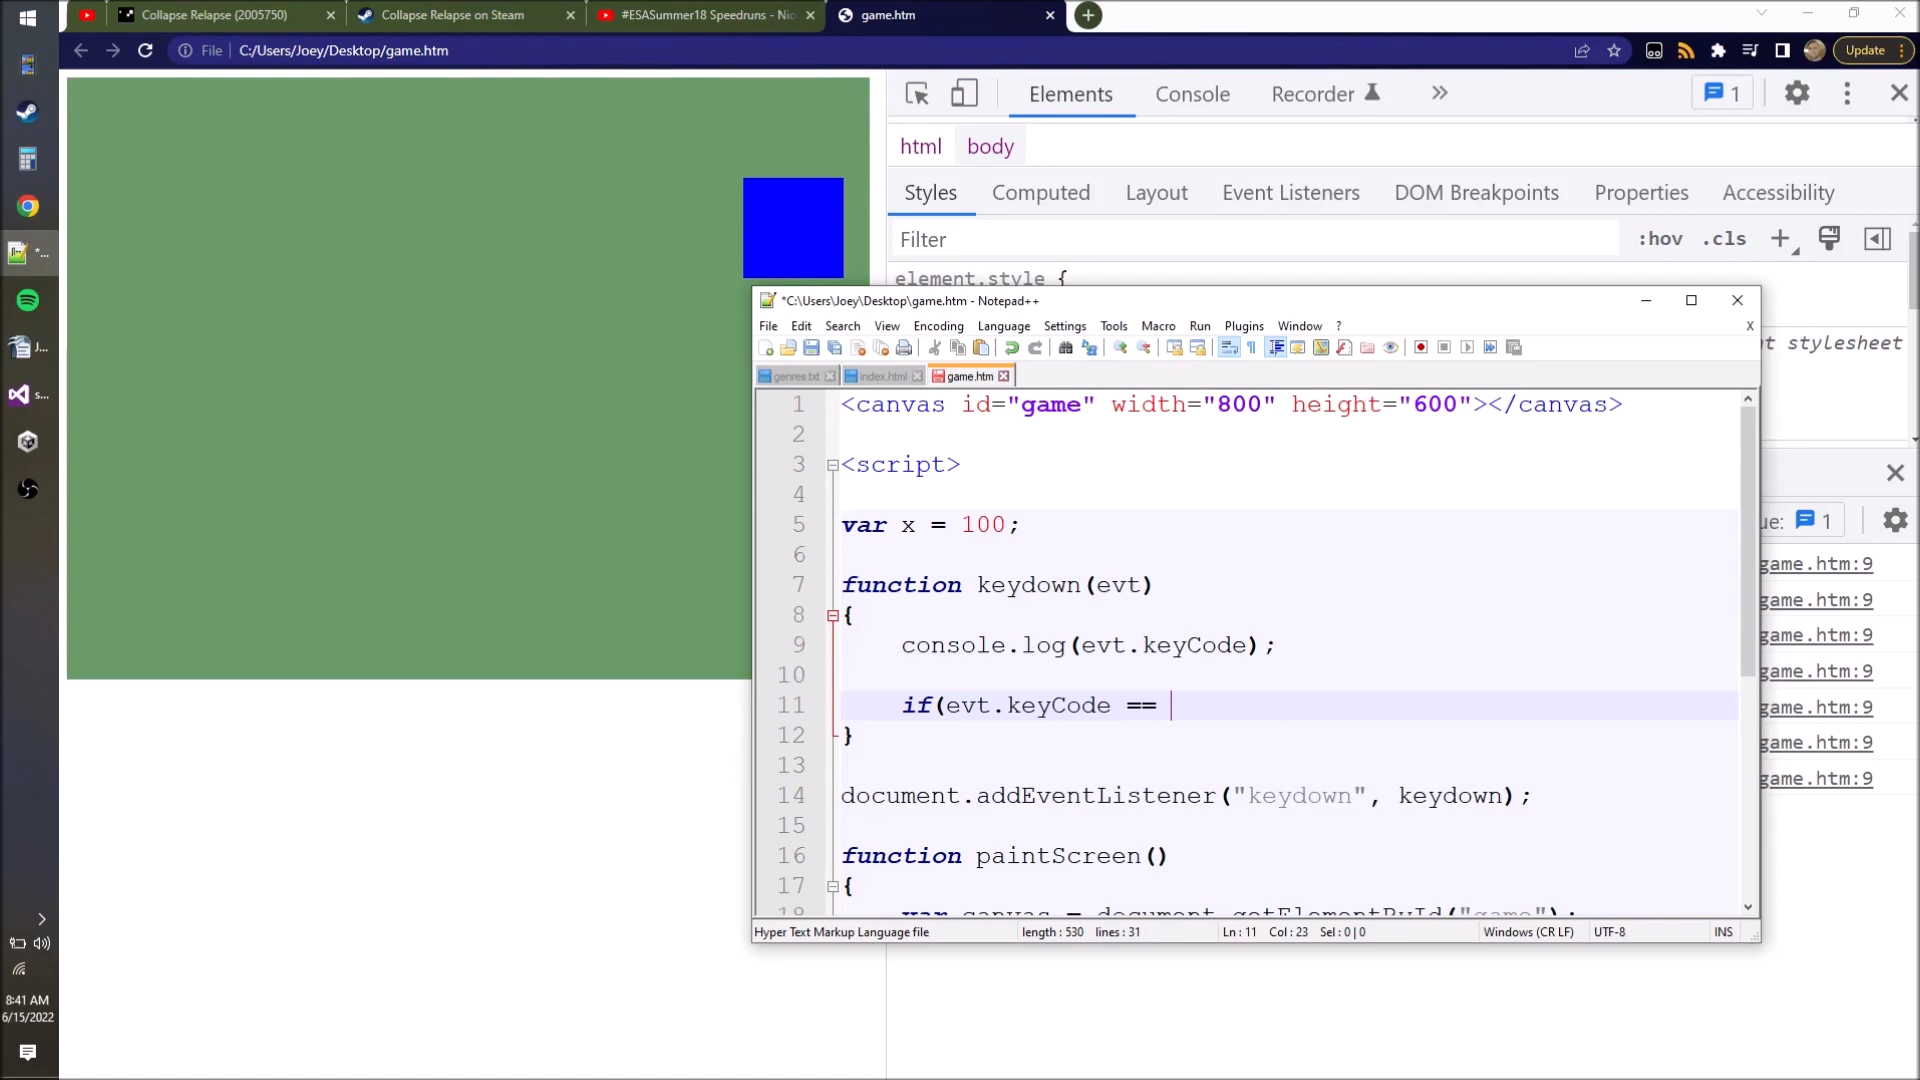 Collapse Relapse (2005750)
Collapse Relapse on Steam
#ESASummer18 Speedruns - Nic
game.htm
File
C:/Users/Joey/Desktop/game.htm
Update
Elements
Console
Recorder
1
html
body
Styles
Computed
Layout
Event Listeners
DOM Breakpoints
Properties
Accessibility
Filter
:hov
.cls
element.style {
t stylesheet
ue:
1
game.htm:9
game.htm:9
game.htm:9
game.htm:9
game.htm:9
game.htm:9
game.htm:9
*C:\Users\Joey\Desktop\game.htm - Notepad++
File Edit Search View Encoding Language Settings Tools Macro Run Plugins Window ?
X
genres.txt
index.html
game.htm
1 <canvas id="game" width="800" height="600"></canvas>
2
3 <script>
4
5 var x = 100;
6
7 function keydown(evt)
8 {
9 console.log(evt.keyCode);
10
11 if(evt.keyCode ==
12 }
13
14 document.addEventListener("keydown", keydown);
15
16 function paintScreen()
17 {
18 var canvas = document.getElementById("game");
Hyper Text Markup Language file
length : 530 lines : 31
Ln : 11 Col : 23 Sel : 0 | 0
Windows (CR LF)
UTF-8
INS
*...
J...
s...
8:41 AM
6/15/2022